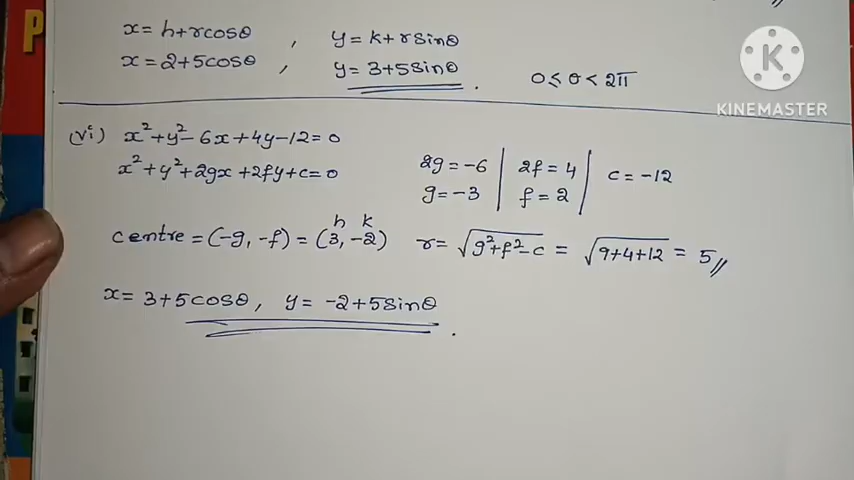 x = h+rcosθ , y = k+rsinθ
x = 2+5cosθ , y = 3+5sinθ . 0 ≤ θ < 2π
KINEMASTER
(vi) x²+y²-6x+4y-12=0
x²+y²+2gx+2fy+c=0
2g=-6 | 2f=4 | c=-12
g=-3 | f=2
h k
centre = (-g, -f) = (3, -2) r = √g²+f²-c = √9+4+12 = 5//
x = 3+5cosθ, y = -2+5sinθ .